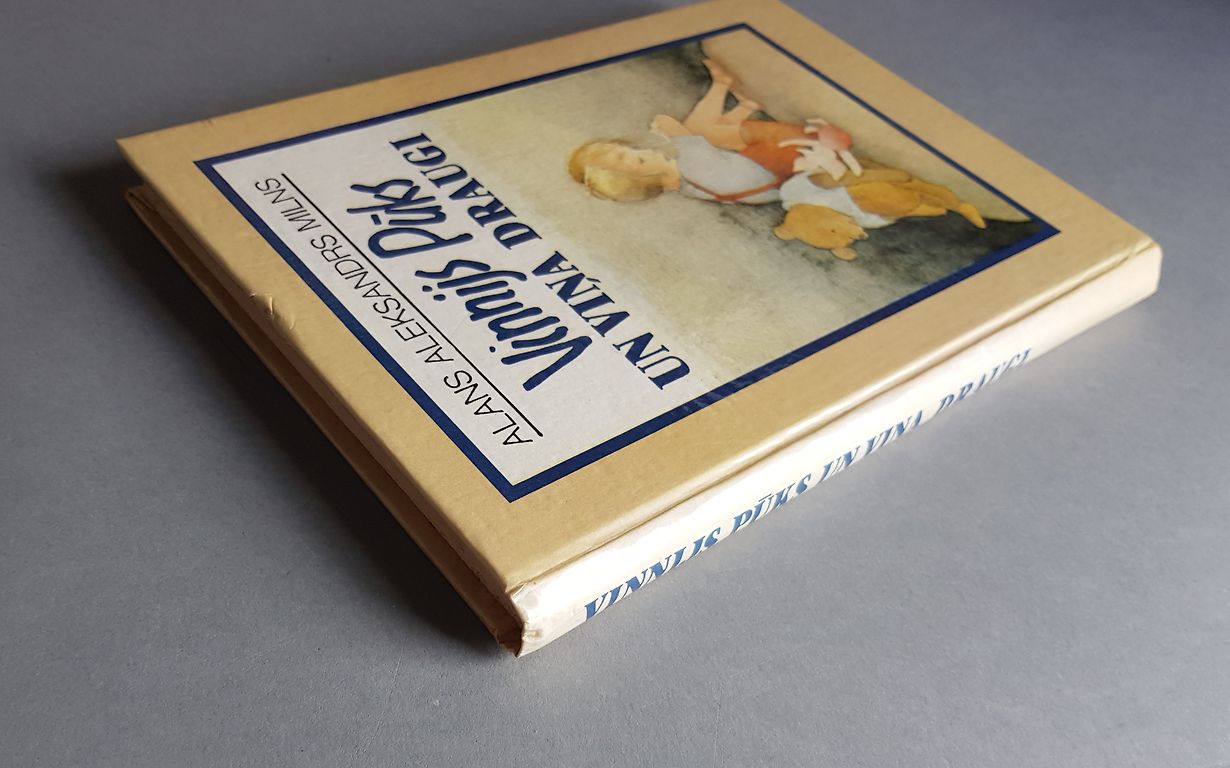 ALANS ALEKSANDRS MILNS
Vinnijs Pūks
UN VIŅA DRAUGI
VINNIJS PŪKS UN VIŅA DRAUGI